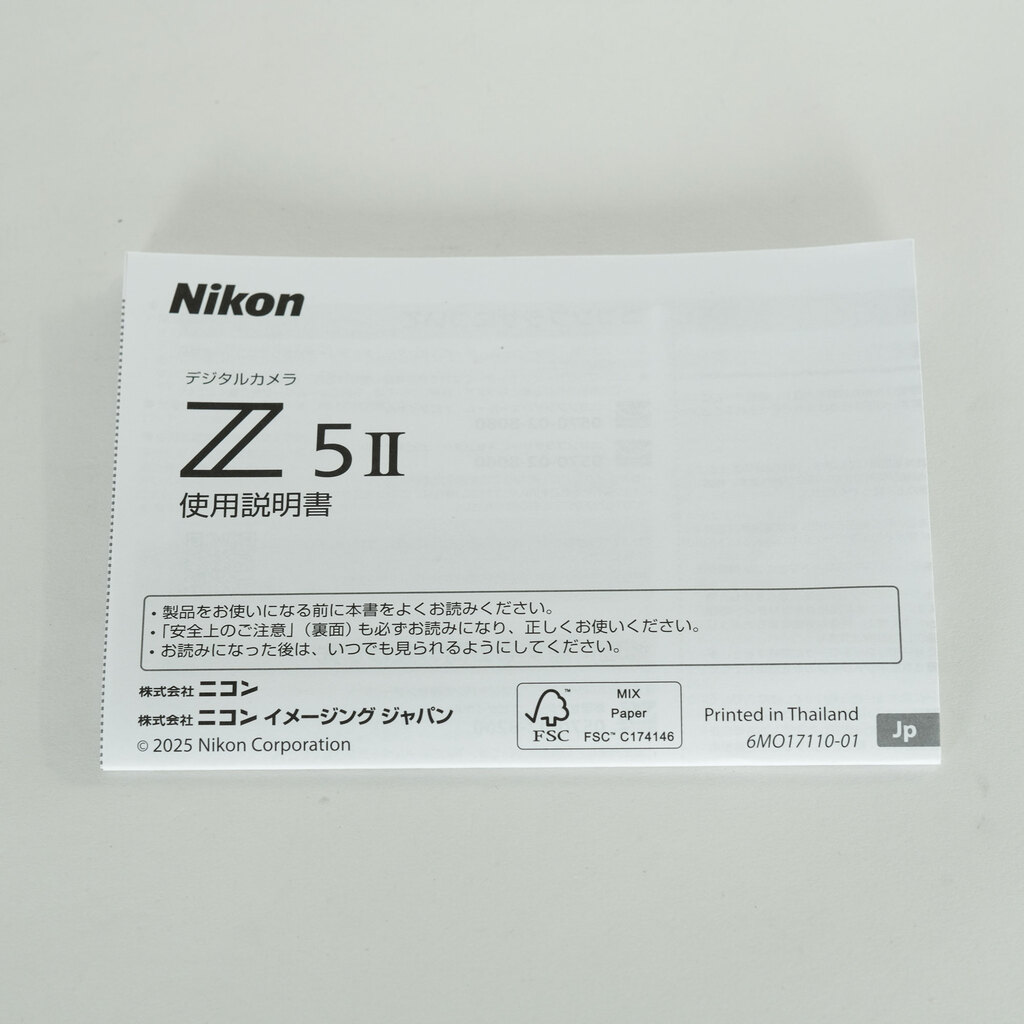 Nikon
デジタルカメラ
Z 5II
使用説明書
・製品をお使いになる前に本書をよくお読みください。
・「安全上のご注意」（裏面）も必ずお読みになり、正しくお使いください。
・お読みになった後は、いつでも見られるようにしてください。
株式会社 ニコン
株式会社 ニコン イメージング ジャパン
© 2025 Nikon Corporation
FSC
MIX
Paper
FSC™ C174146
Printed in Thailand
6MO17110-01
Jp